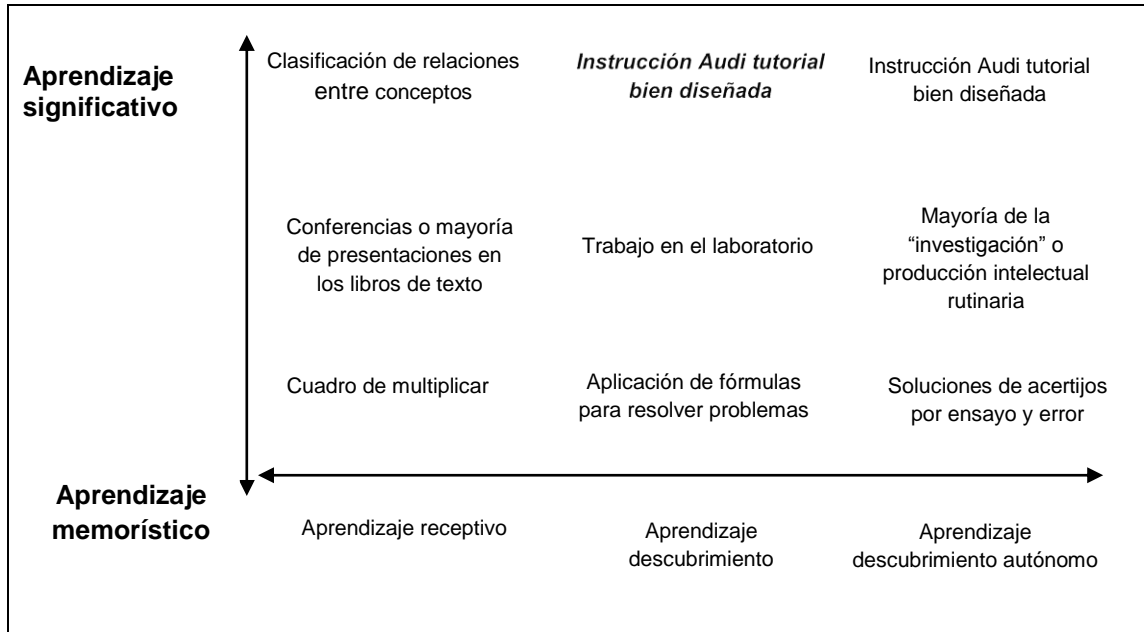 Aprendizaje
significativo
Clasificación de relaciones
entre conceptos
Instrucción Audi tutorial
bien diseñada
Instrucción Audi tutorial
bien diseñada
Conferencias o mayoría
de presentaciones en
los libros de texto
Trabajo en el laboratorio
Mayoría de la
“investigación” o
producción intelectual
rutinaria
Cuadro de multiplicar
Aplicación de fórmulas
para resolver problemas
Soluciones de acertijos
por ensayo y error
Aprendizaje
memorístico
Aprendizaje receptivo
Aprendizaje
descubrimiento
Aprendizaje
descubrimiento autónomo